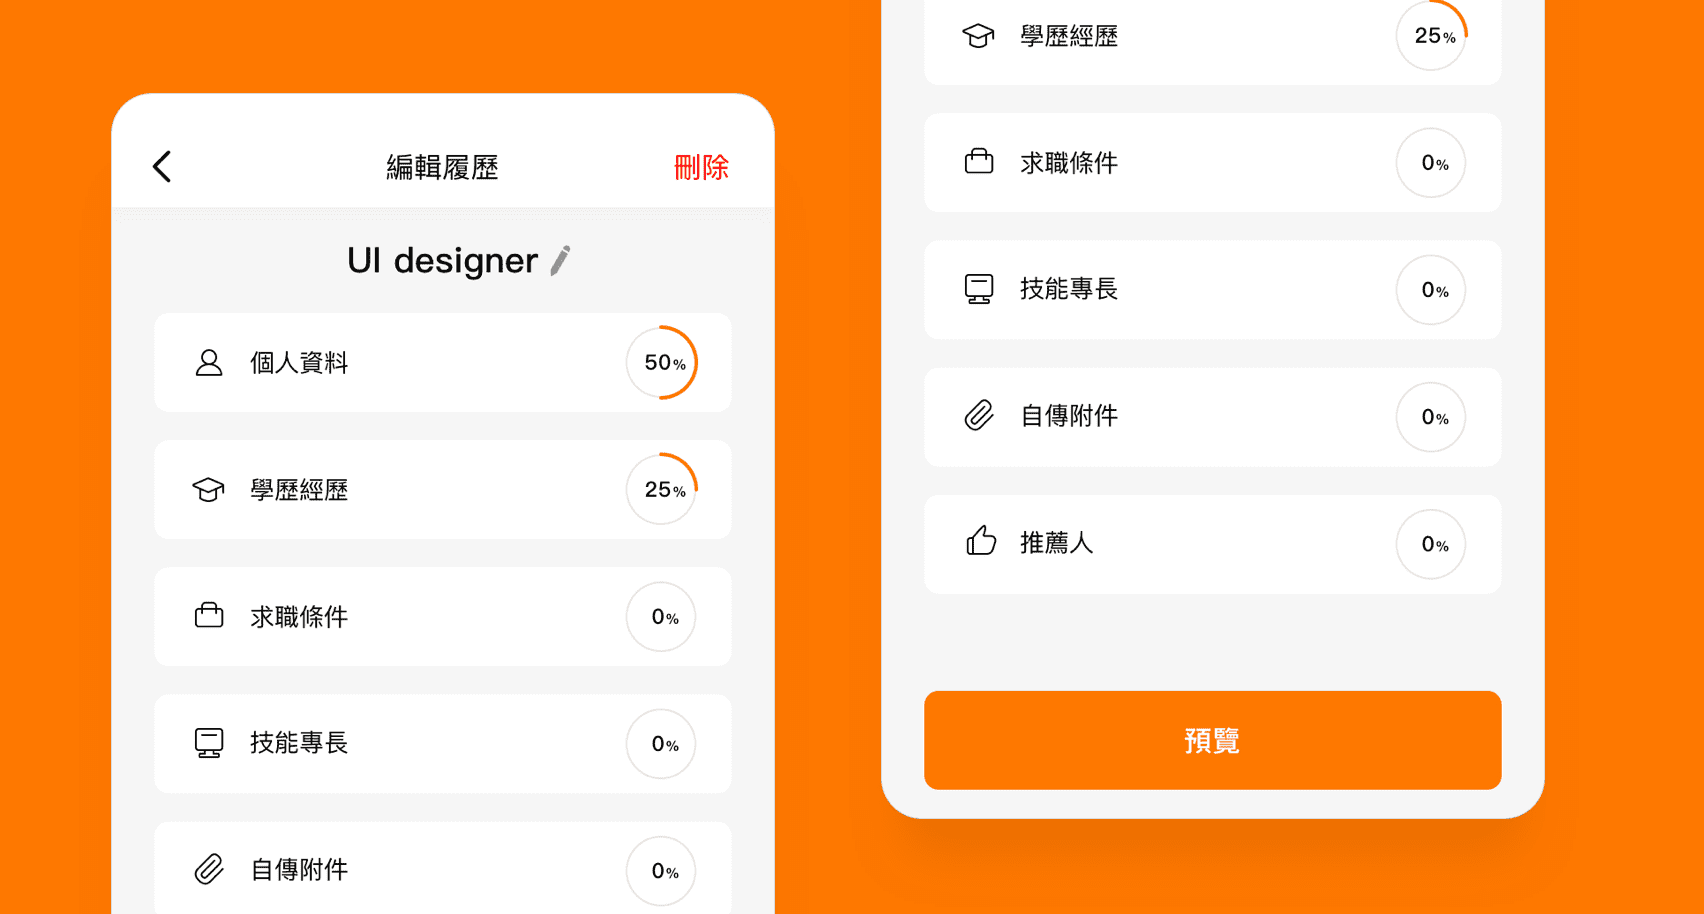 編輯履歷
刪除
UI designer
個人資料
50%
學歷經歷
25%
求職條件
0%
技能專長
0%
自傳附件
0%
學歷經歷
25%
求職條件
0%
技能專長
0%
自傳附件
0%
推薦人
0%
預覽